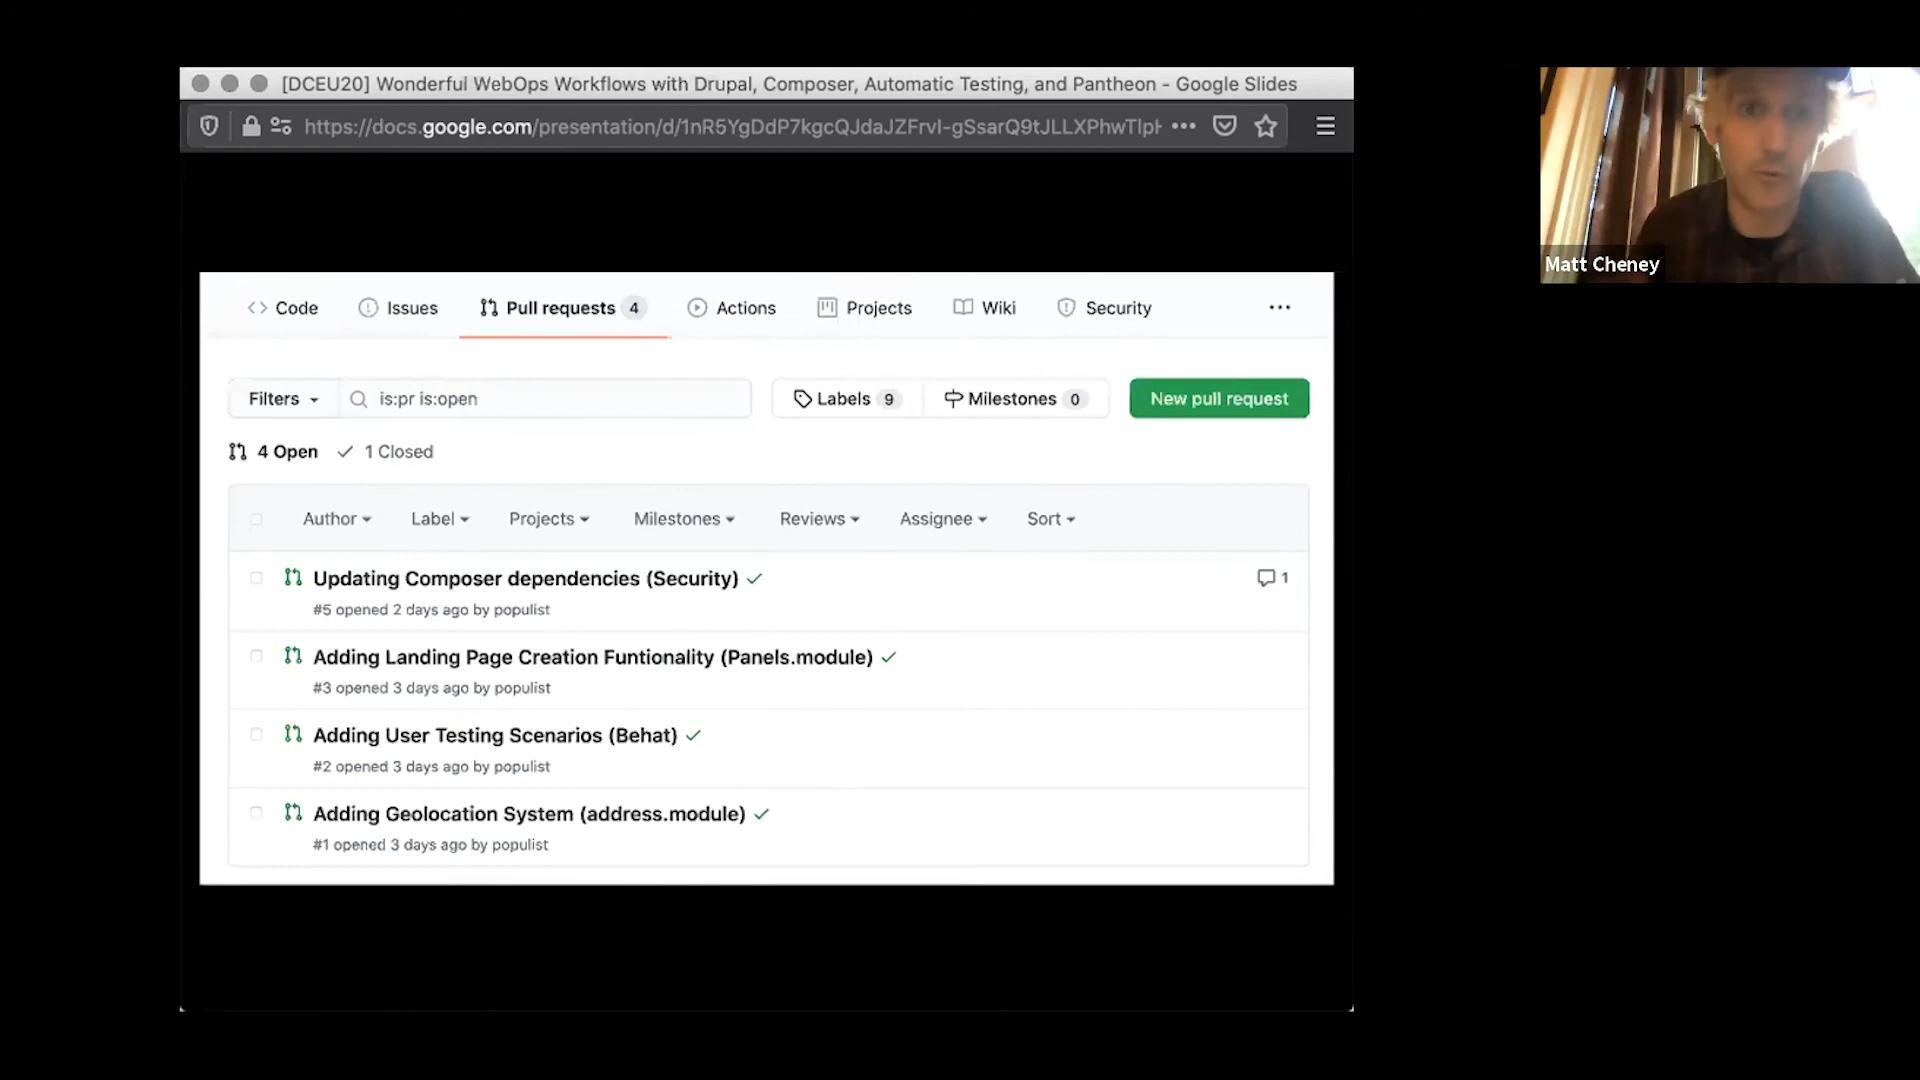 [DCEU20] Wonderful WebOps Workflows with Drupal, Composer, Automatic Testing, and Pantheon - Google Slides
https://docs.google.com/presentation/d/1nR5YgDdP7kgcQJdaJZFrvI-gSsarQ9tJLLXPhwTlpH
Matt Cheney
Code Issues Pull requests 4 Actions Projects Wiki Security
Filters is:pr is:open Labels 9 Milestones 0 New pull request
4 Open 1 Closed
Author Label Projects Milestones Reviews Assignee Sort
Updating Composer dependencies (Security) 1
#5 opened 2 days ago by populist
Adding Landing Page Creation Funtionality (Panels.module)
#3 opened 3 days ago by populist
Adding User Testing Scenarios (Behat)
#2 opened 3 days ago by populist
Adding Geolocation System (address.module)
#1 opened 3 days ago by populist